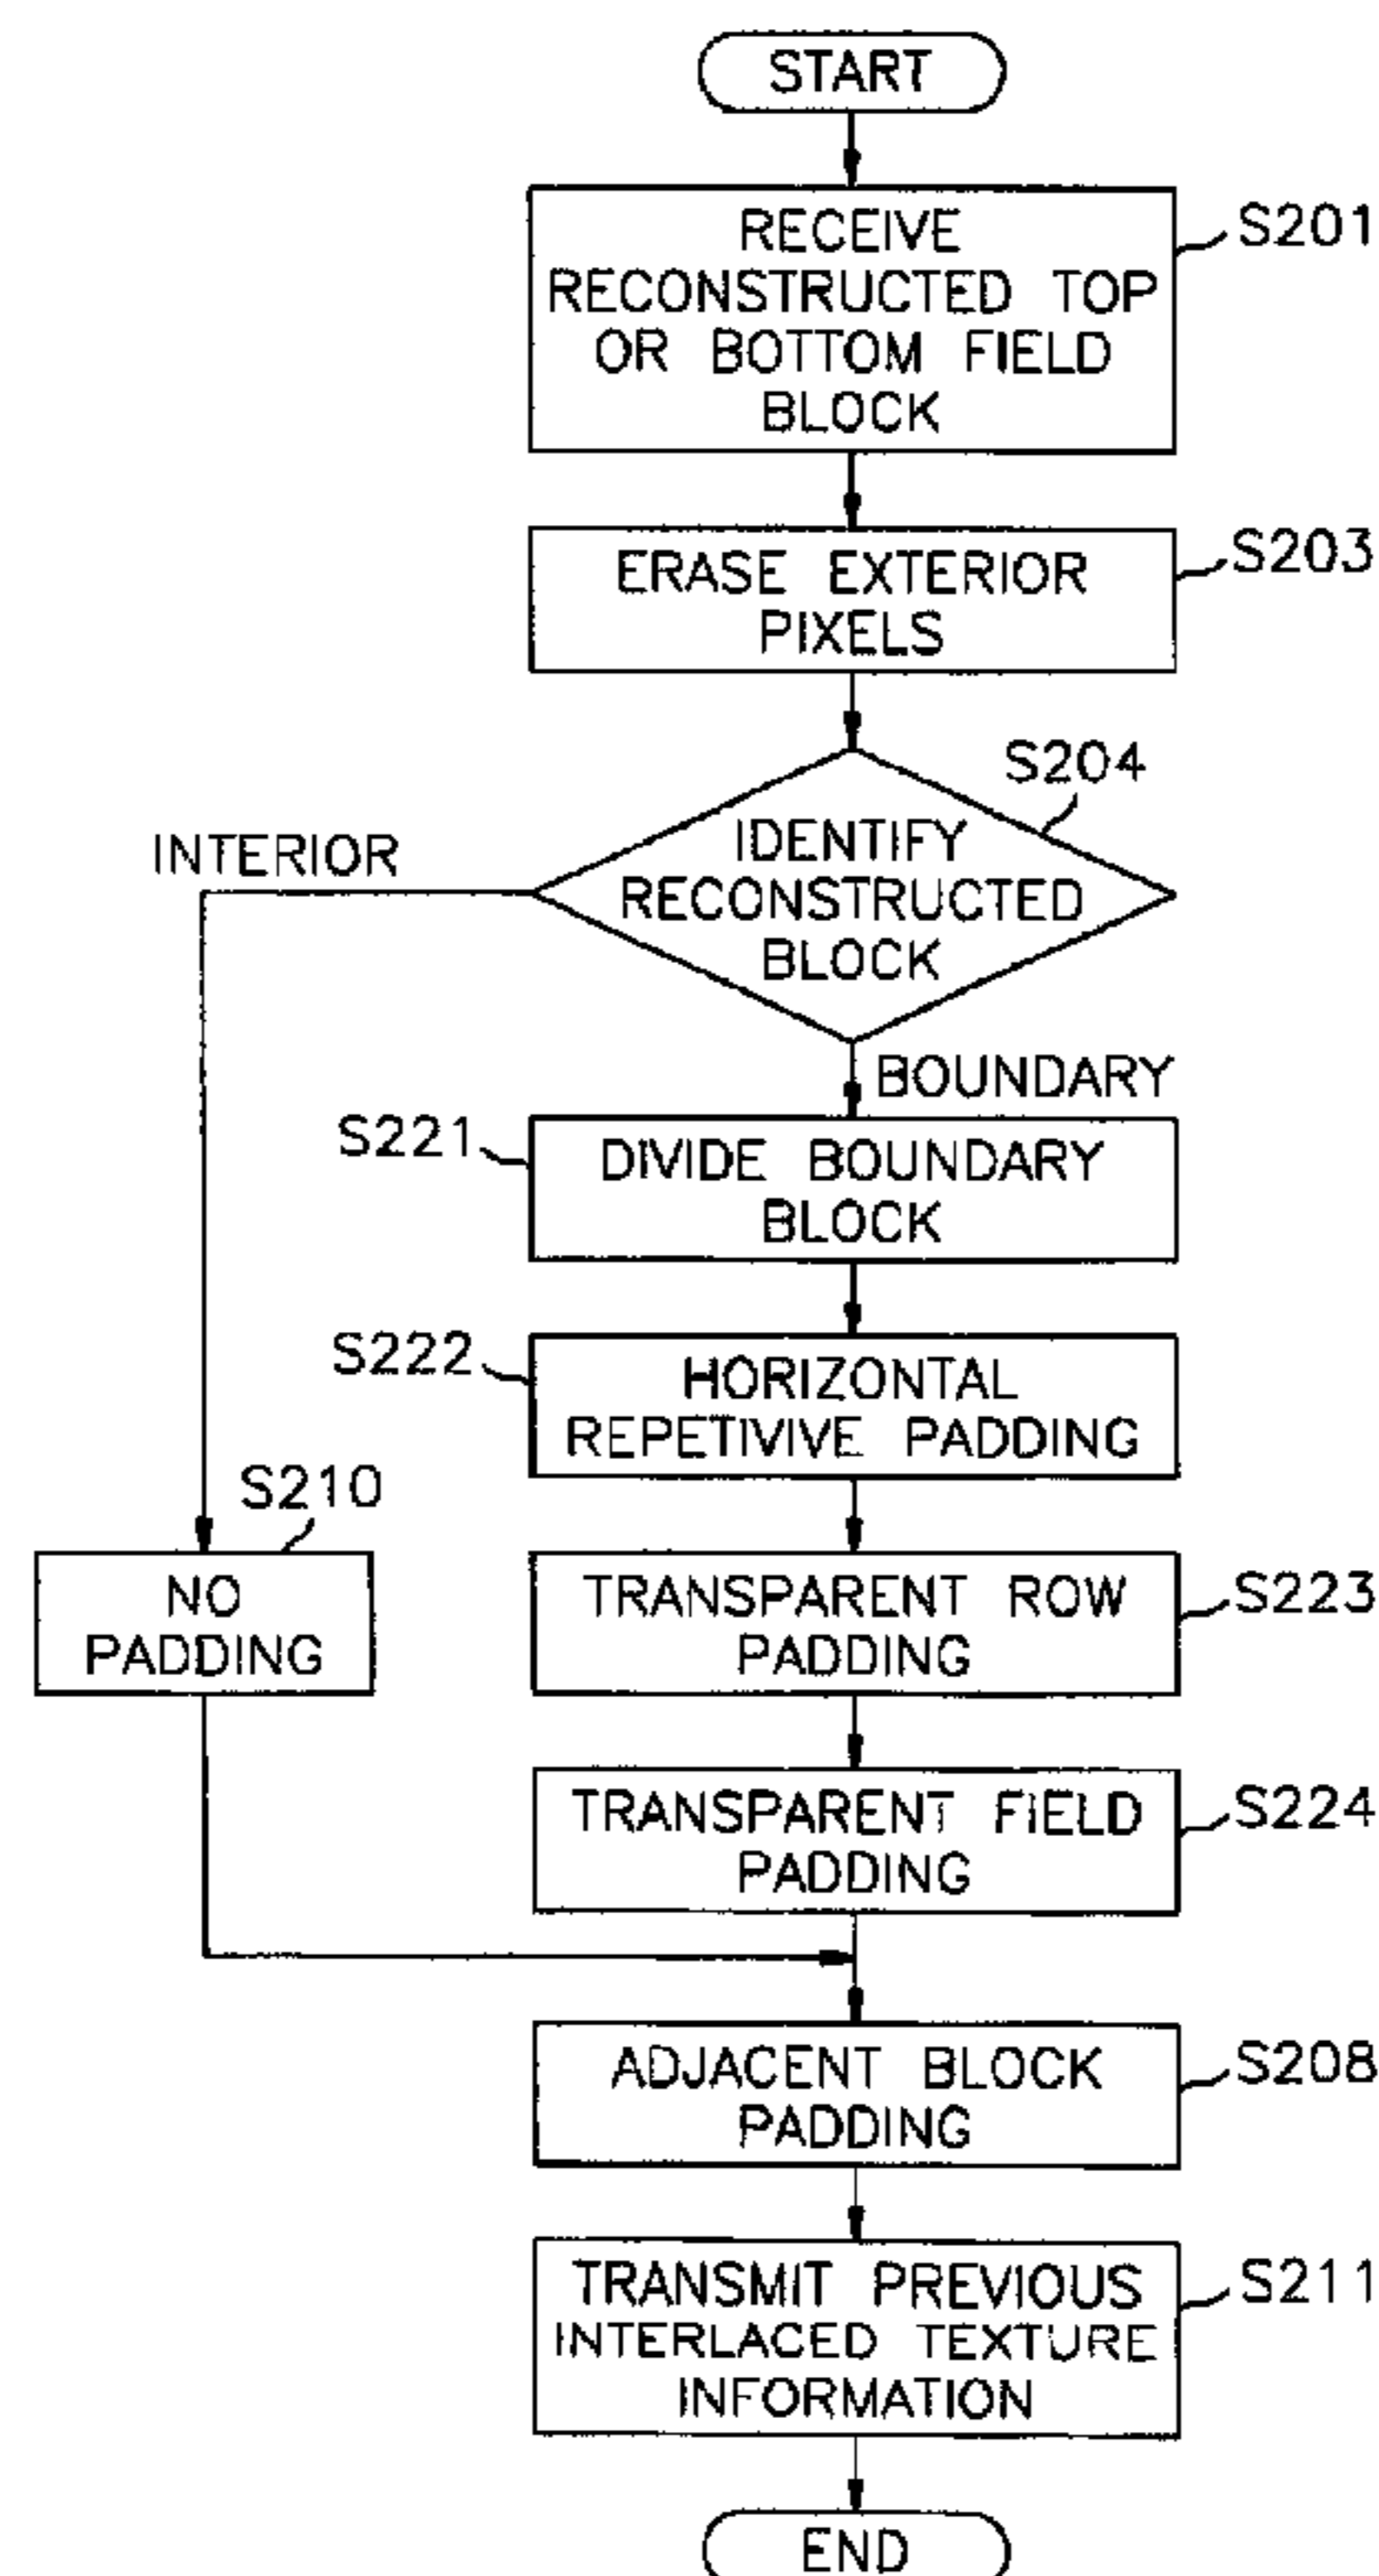 START
RECEIVE
RECONSTRUCTED TOP
OR BOTTOM FIELD
BLOCK
S201
ERASE EXTERIOR
PIXELS
S203
S204
IDENTIFY
RECONSTRUCTED
BLOCK
INTERIOR
BOUNDARY
S221
DIVIDE BOUNDARY
BLOCK
S222
HORIZONTAL
REPETIVIVE PADDING
S210
NO
PADDING
TRANSPARENT ROW
PADDING
S223
TRANSPARENT FIELD
PADDING
S224
ADJACENT BLOCK
PADDING
S208
TRANSMIT PREVIOUS
INTERLACED TEXTURE
INFORMATION
S211
END